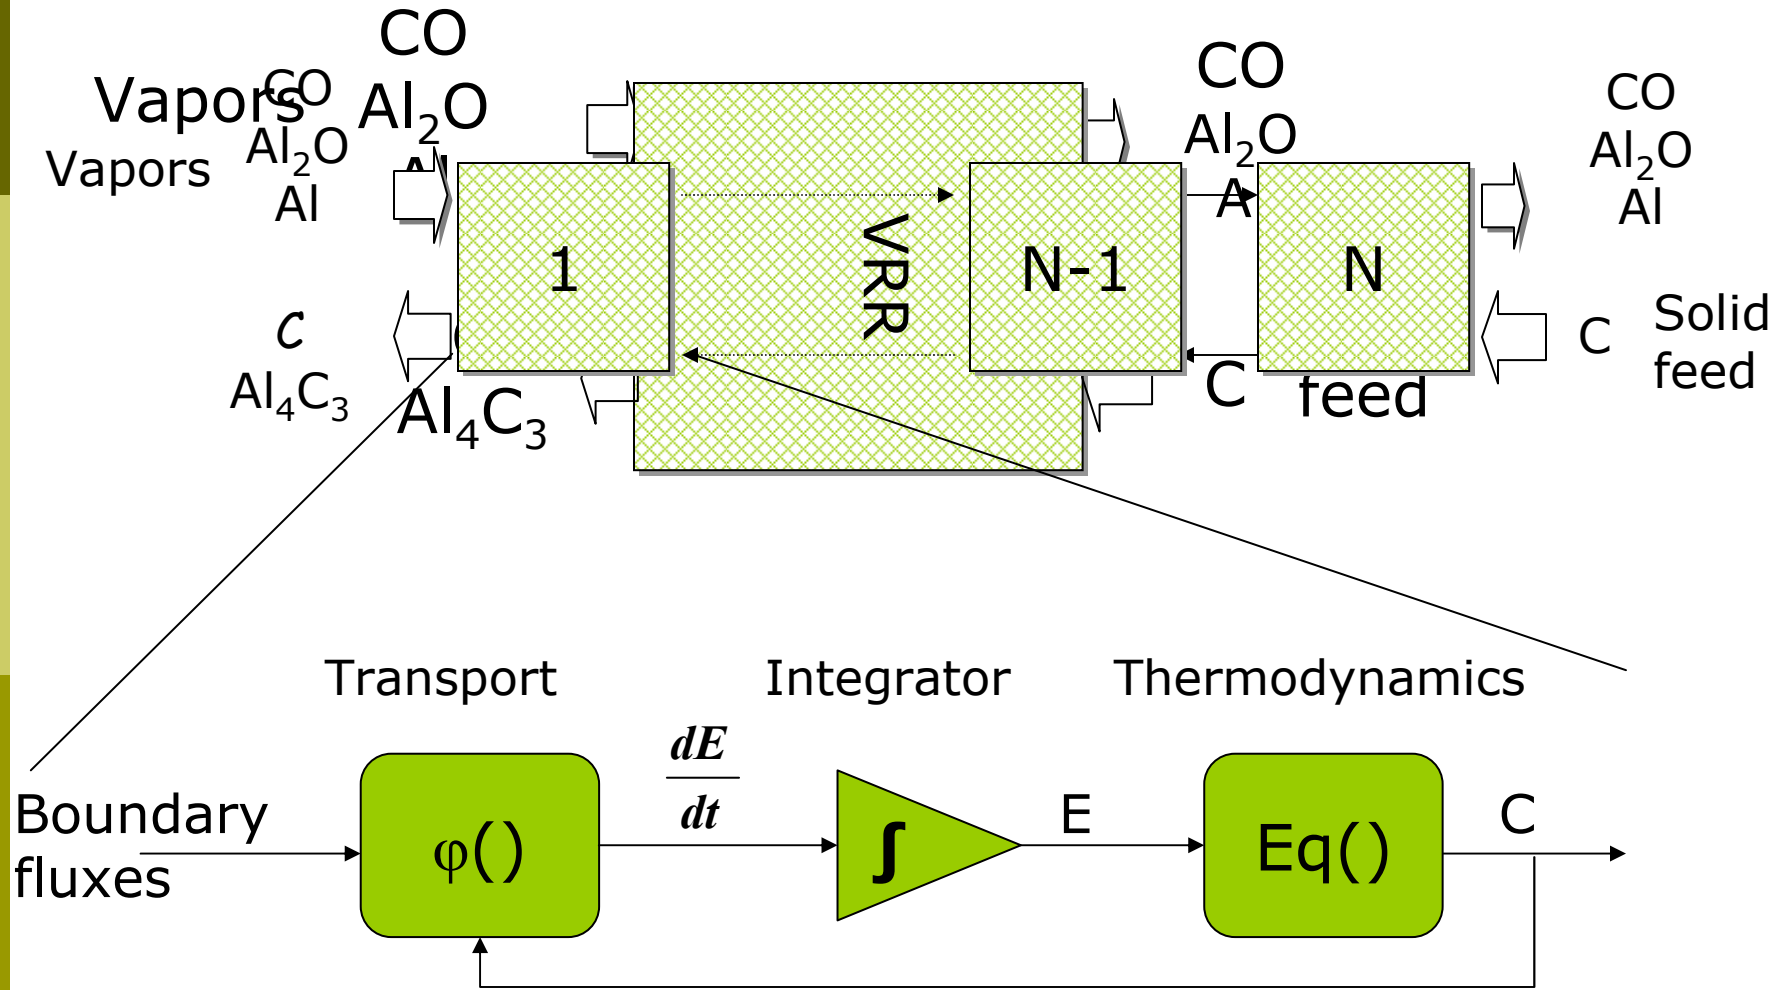 CO
Al2O
Vapors
CO
Al2O
Al
Vapors
CO
Al2O
A
CO
Al2O
Al
1
VRR
N-1
N
C
Al4C3
Al4C3
C
feed
C
Solid
feed
Transport
Integrator
Thermodynamics
dE
dt
Boundary
fluxes
φ()
∫
E
Eq()
C